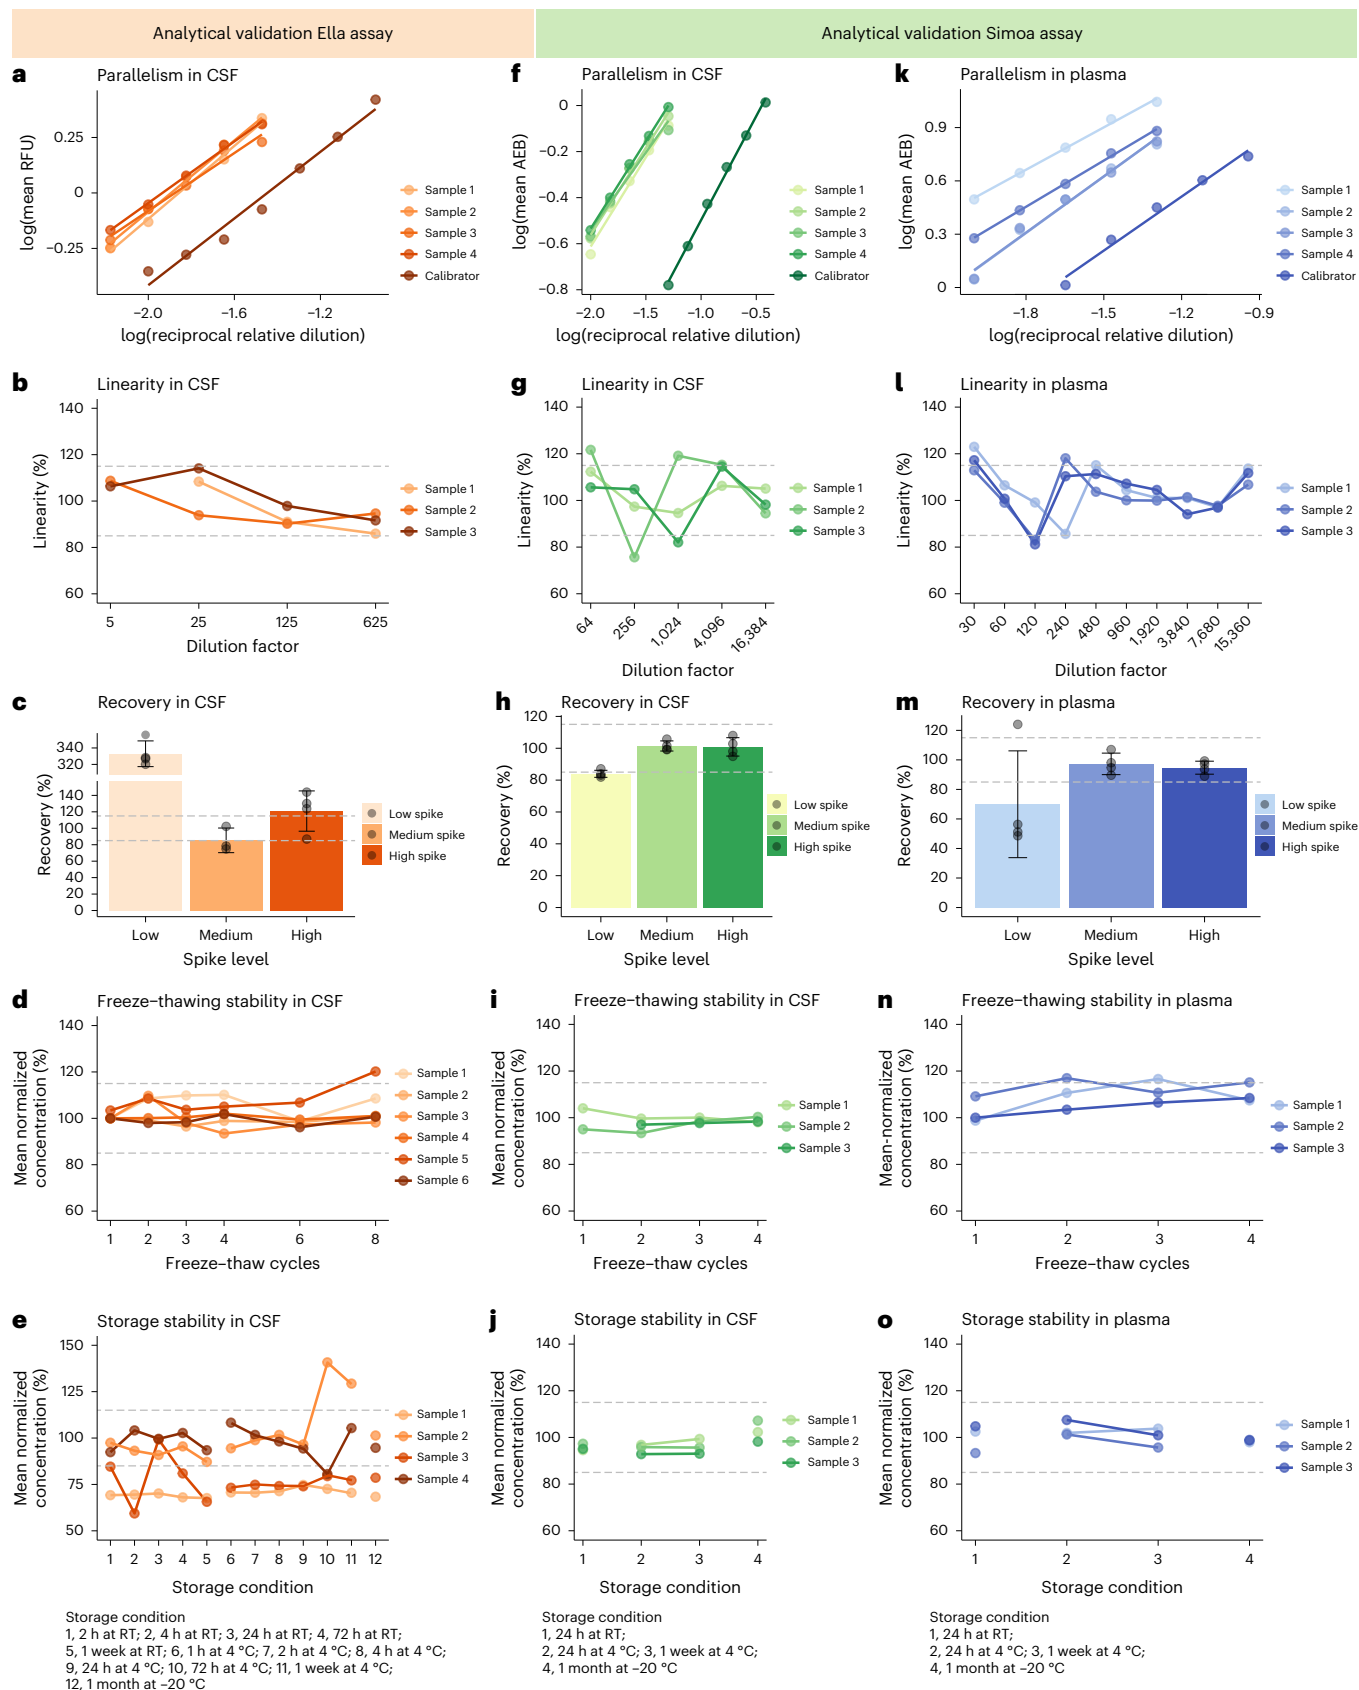 Analytical validation Ella assay
Analytical validation Simoa assay
a Parallelism in CSF
log(mean RFU)
0.25
0
−0.25
−2.0 −1.6 −1.2
log(reciprocal relative dilution)
Sample 1
Sample 2
Sample 3
Sample 4
Calibrator
f Parallelism in CSF
log(mean AEB)
0
−0.2
−0.4
−0.6
−0.8
−2.0 −1.5 −1.0 −0.5
log(reciprocal relative dilution)
Sample 1
Sample 2
Sample 3
Sample 4
Calibrator
k Parallelism in plasma
log(mean AEB)
0.9
0.6
0.3
0
−1.8 −1.5 −1.2 −0.9
log(reciprocal relative dilution)
Sample 1
Sample 2
Sample 3
Sample 4
Calibrator
b Linearity in CSF
Linearity (%)
140
120
100
80
60
5 25 125 625
Dilution factor
Sample 1
Sample 2
Sample 3
g Linearity in CSF
Linearity (%)
140
120
100
80
60
64 256 1,024 4,096 16,384
Dilution factor
Sample 1
Sample 2
Sample 3
l Linearity in plasma
Linearity (%)
140
120
100
80
60
30 60 120 240 480 960 1,920 3,840 7,680 15,360
Dilution factor
Sample 1
Sample 2
Sample 3
c Recovery in CSF
Recovery (%)
340
320
140
120
100
80
60
40
20
0
Low Medium High
Spike level
Low spike
Medium spike
High spike
h Recovery in CSF
Recovery (%)
120
100
80
60
40
20
0
Low Medium High
Spike level
Low spike
Medium spike
High spike
m Recovery in plasma
Recovery (%)
120
100
80
60
40
20
0
Low Medium High
Spike level
Low spike
Medium spike
High spike
d Freeze–thawing stability in CSF
Mean normalized
concentration (%)
140
120
100
80
60
1 2 3 4 6 8
Freeze–thaw cycles
Sample 1
Sample 2
Sample 3
Sample 4
Sample 5
Sample 6
i Freeze–thawing stability in CSF
Mean normalized
concentration (%)
140
120
100
80
60
1 2 3 4
Freeze–thaw cycles
Sample 1
Sample 2
Sample 3
n Freeze–thawing stability in plasma
Mean-normalized
concentration (%)
140
120
100
80
60
1 2 3 4
Freeze–thaw cycles
Sample 1
Sample 2
Sample 3
e Storage stability in CSF
Mean normalized
concentration (%)
150
125
100
75
50
1 2 3 4 5 6 7 8 9 10 11 12
Storage condition
Sample 1
Sample 2
Sample 3
Sample 4
Storage condition
1, 2 h at RT; 2, 4 h at RT; 3, 24 h at RT; 4, 72 h at RT;
5, 1 week at RT; 6, 1 h at 4 °C; 7, 2 h at 4 °C; 8, 4 h at 4 °C;
9, 24 h at 4 °C; 10, 72 h at 4 °C; 11, 1 week at 4 °C;
12, 1 month at −20 °C
j Storage stability in CSF
Mean normalized
concentration (%)
140
120
100
80
60
1 2 3 4
Storage condition
Sample 1
Sample 2
Sample 3
Storage condition
1, 24 h at RT;
2, 24 h at 4 °C; 3, 1 week at 4 °C;
4, 1 month at −20 °C
o Storage stability in plasma
Mean normalized
concentration (%)
140
120
100
80
60
1 2 3 4
Storage condition
Sample 1
Sample 2
Sample 3
Storage condition
1, 24 h at RT;
2, 24 h at 4 °C; 3, 1 week at 4 °C;
4, 1 month at −20 °C